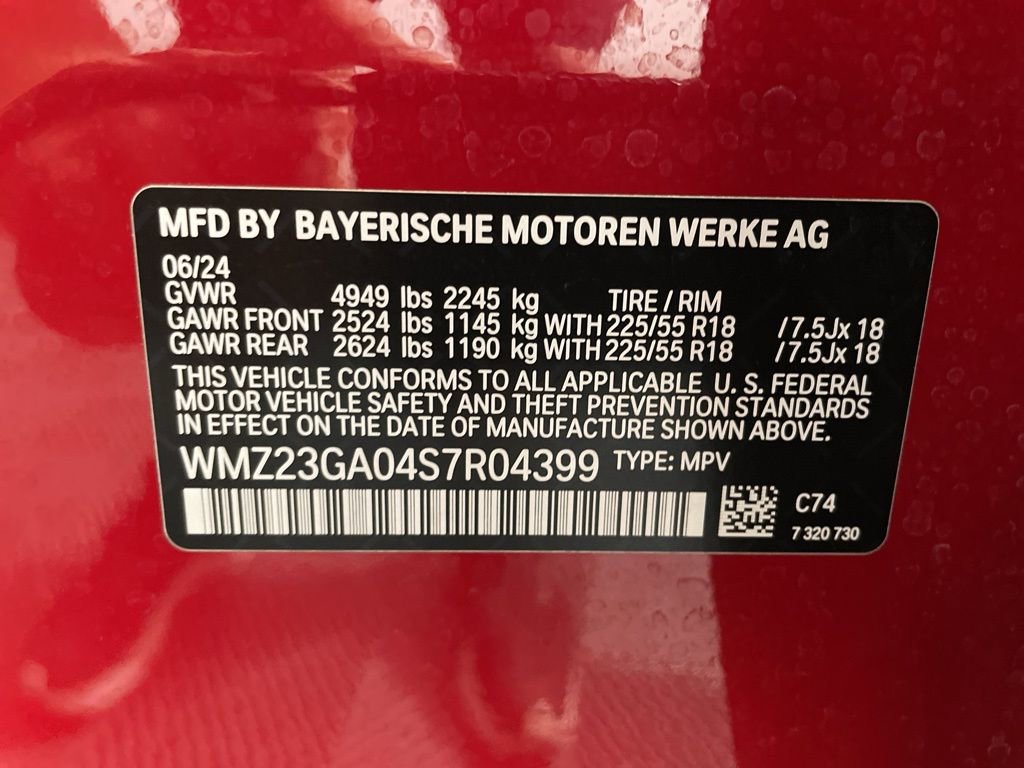 MFD BY BAYERISCHE MOTOREN WERKE AG
06/24
GVWR 4949 lbs 2245 kg TIRE / RIM
GAWR FRONT 2524 lbs 1145 kg WITH 225/55 R18 /7.5Jx 18
GAWR REAR 2624 lbs 1190 kg WITH 225/55 R18 /7.5Jx 18
THIS VEHICLE CONFORMS TO ALL APPLICABLE U. S. FEDERAL
MOTOR VEHICLE SAFETY AND THEFT PREVENTION STANDARDS
IN EFFECT ON THE DATE OF MANUFACTURE SHOWN ABOVE.
WMZ23GA04S7R04399 TYPE: MPV
C74
7 320 730